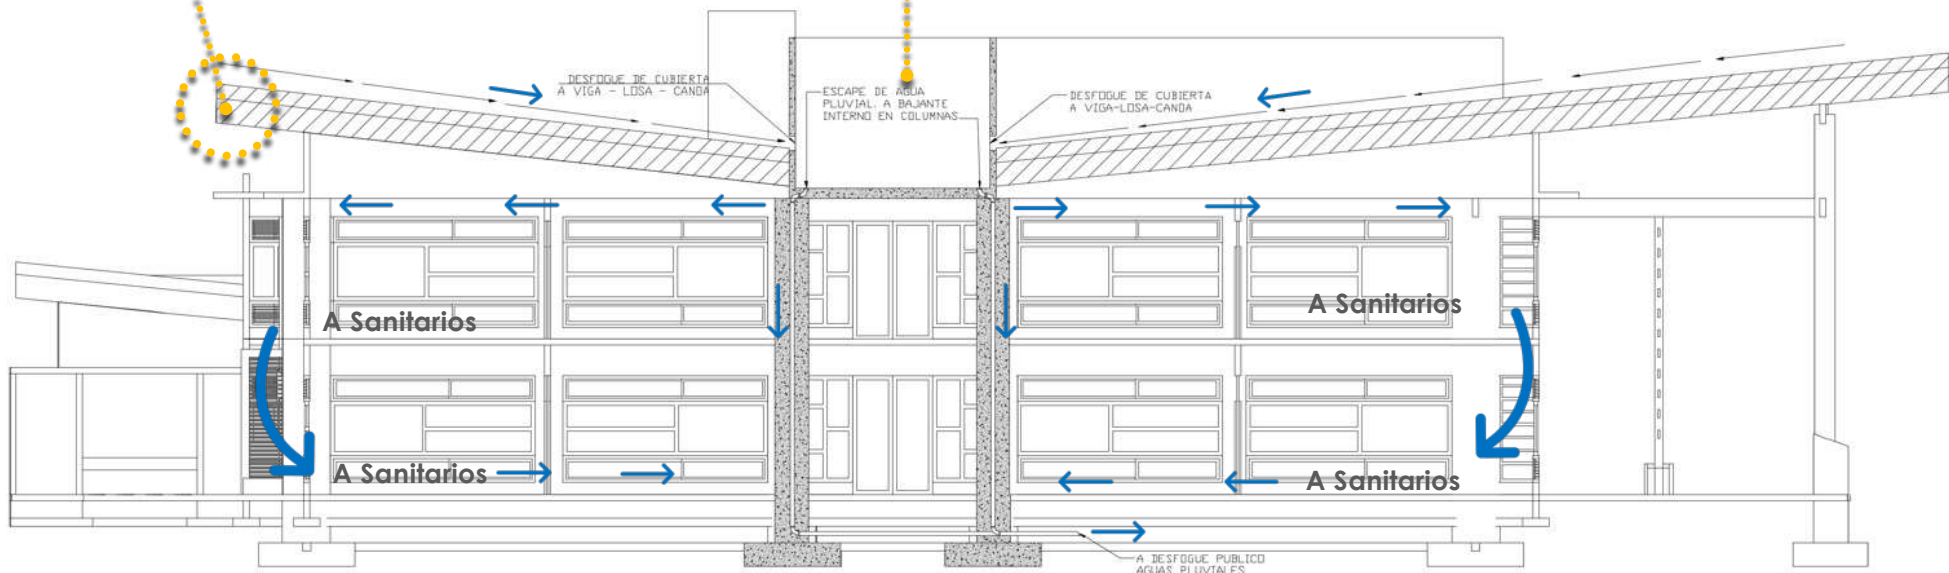 DESFOGUE DE CUBIERTA
A VIGA - LOSA - CANOA
ESCAPE DE AGUA
PLUVIAL. A BAJANTE
INTERNO EN COLUMNAS
DESFOGUE DE CUBIERTA
A VIGA-LOSA-CANOA
A Sanitarios
A Sanitarios
A Sanitarios
A Sanitarios
A DESFOGUE PUBLICO
AGUAS PLUVIALES